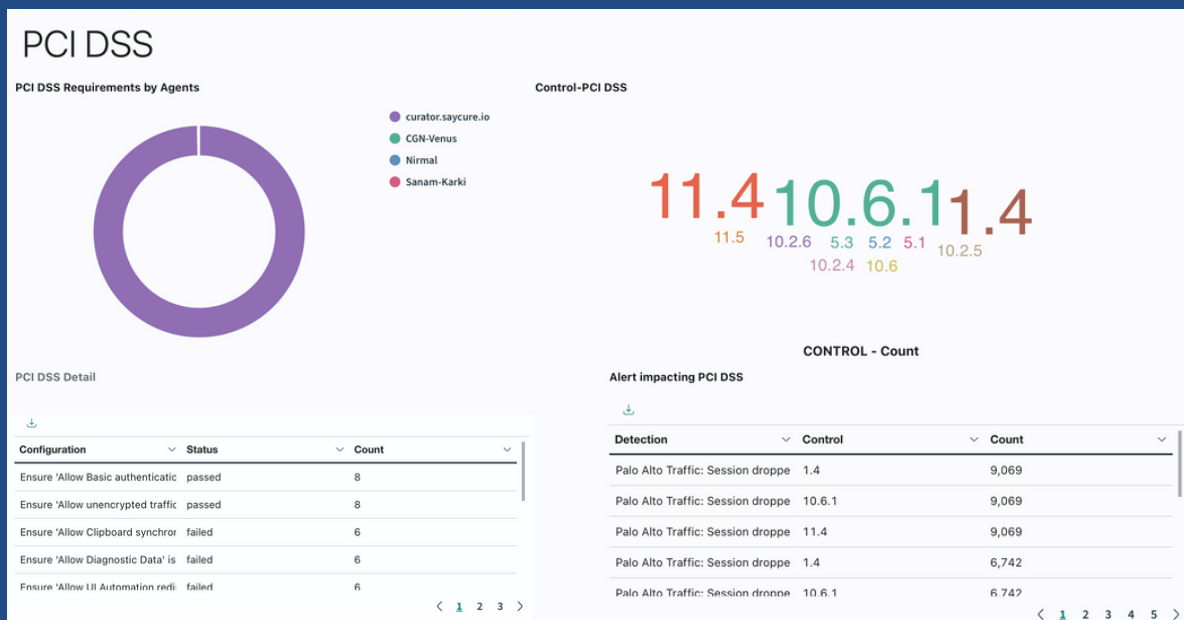 PCI DSS
PCI DSS Requirements by Agents
curator.saycure.io
CGN-Venus
Nirmal
Sanam-Karki
Control-PCI DSS
11.4 10.6.1 1.4
11.5 10.2.6 5.3 5.2 5.1 10.2.5
10.2.4 10.6
CONTROL - Count
PCI DSS Detail
Configuration Status Count
Ensure 'Allow Basic authenticatic passed 8
Ensure 'Allow unencrypted traffic passed 8
Ensure 'Allow Clipboard synchror failed 6
Ensure 'Allow Diagnostic Data' is failed 6
Ensure 'Allow UI Automation redi failed 6
1 2 3
Alert impacting PCI DSS
Detection Control Count
Palo Alto Traffic: Session droppe 1.4 9,069
Palo Alto Traffic: Session droppe 10.6.1 9,069
Palo Alto Traffic: Session droppe 11.4 9,069
Palo Alto Traffic: Session droppe 1.4 6,742
Palo Alto Traffic: Session droppe 10.6.1 6,742
1 2 3 4 5